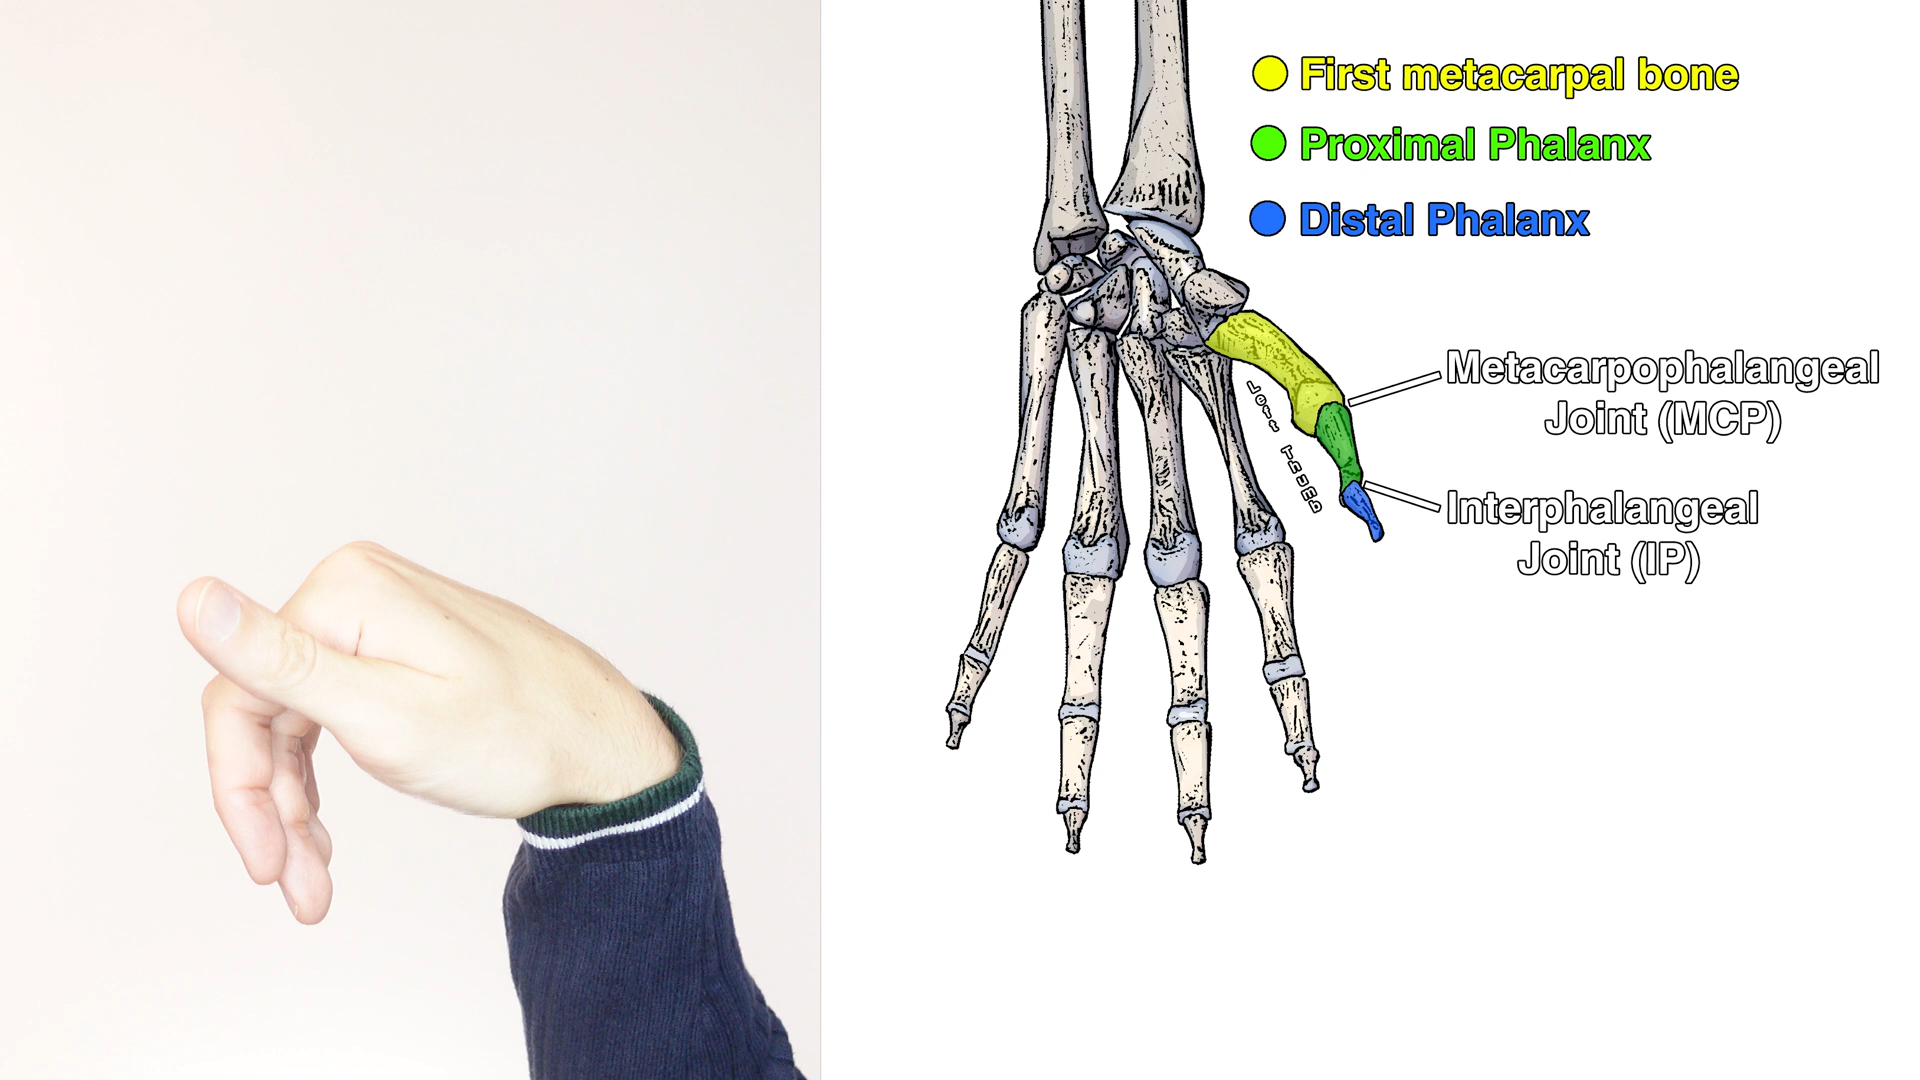 First metacarpal bone
Proximal Phalanx
Distal Phalanx
Metacarpophalangeal
Joint (MCP)
Left Thumb
Interphalangeal
Joint (IP)